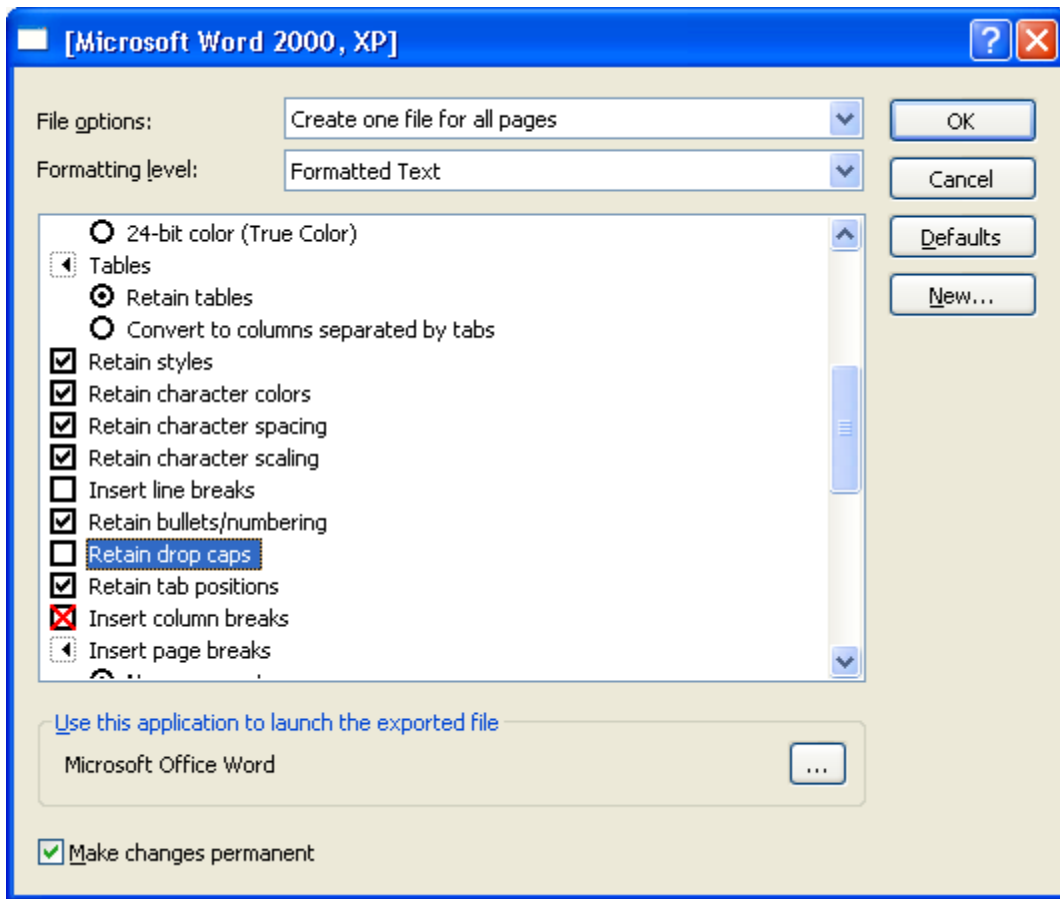 [Microsoft Word 2000, XP]
File options:
Create one file for all pages
OK
Formatting level:
Formatted Text
Cancel
24-bit color (True Color)
Defaults
Tables
Retain tables
New...
Convert to columns separated by tabs
Retain styles
Retain character colors
Retain character spacing
Retain character scaling
Insert line breaks
Retain bullets/numbering
Retain drop caps
Retain tab positions
Insert column breaks
Insert page breaks
Use this application to launch the exported file
Microsoft Office Word
...
Make changes permanent